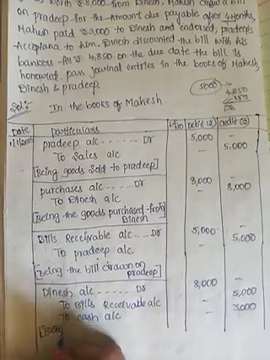 worth ₹8,000 from Dinesh, Mahesh drew a bill
on pradeep for the amount due payable after 4 Months,
Mahesh paid ₹3,000 to Dinesh and endorsed, pradeep's
Acceptance to him. Dinesh discounted the bill with his
bankers for ₹ 4,850 on the due date the bill is
honoured, pass journal entries in the books of Mahesh,
Dinesh & pradeep
5000
4850
Sol:- In the books of Mahesh
Date particulars L.Fno Debit(₹) credit(₹)
pradeep a/c ---- Dr 5,000 -
To Sales a/c - 5,000
[Being goods sold to pradeep]
purchases a/c ----- Dr 8,000 -
To Dinesh a/c - 8,000
[Being the goods purchased from
Dinesh]
Bills Receivable a/c ---- Dr 5,000 -
To pradeep a/c - 5,000
[Being the bill drawn on
pradeep]
Dinesh a/c ----- Dr 8,000 -
To Bills Receivable a/c - 5,000
To cash a/c - 3,000